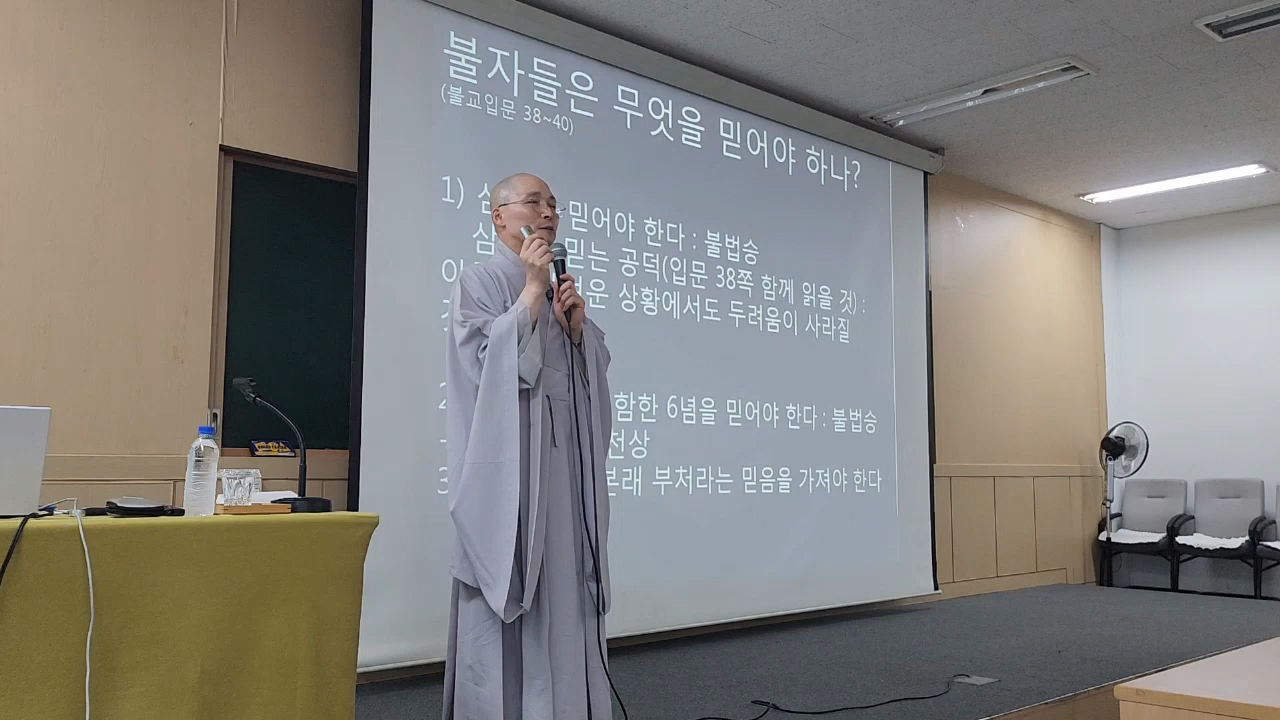 불자들은 무엇을 믿어야 하나?
(불교입문 38~40)
1) 믿어야 한다 : 불법승
믿는 공덕(입문 38쪽 함께 읽을 것) :
상황에서도 두려움이 사라질
함한 6념을 믿어야 한다 : 불법승
천상
본래 부처라는 믿음을 가져야 한다